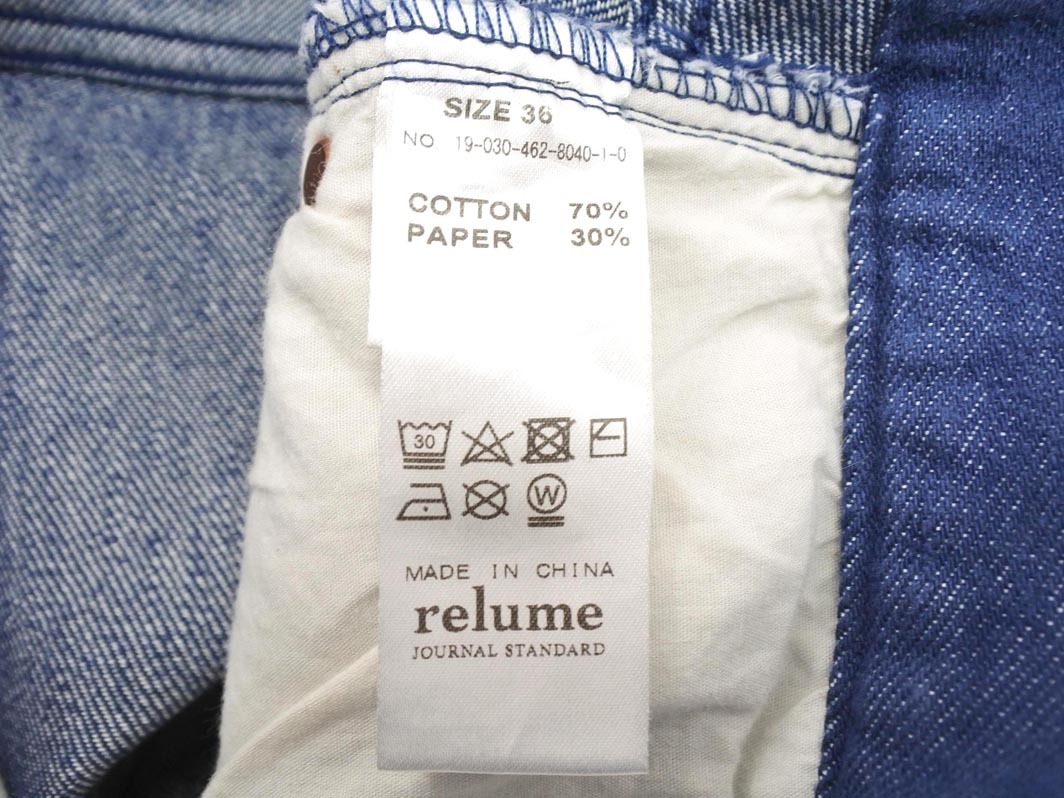 SIZE 36
NO 19-030-462-8040-1-0
COTTON 70%
PAPER 30%
30
W
MADE IN CHINA
relume
JOURNAL STANDARD